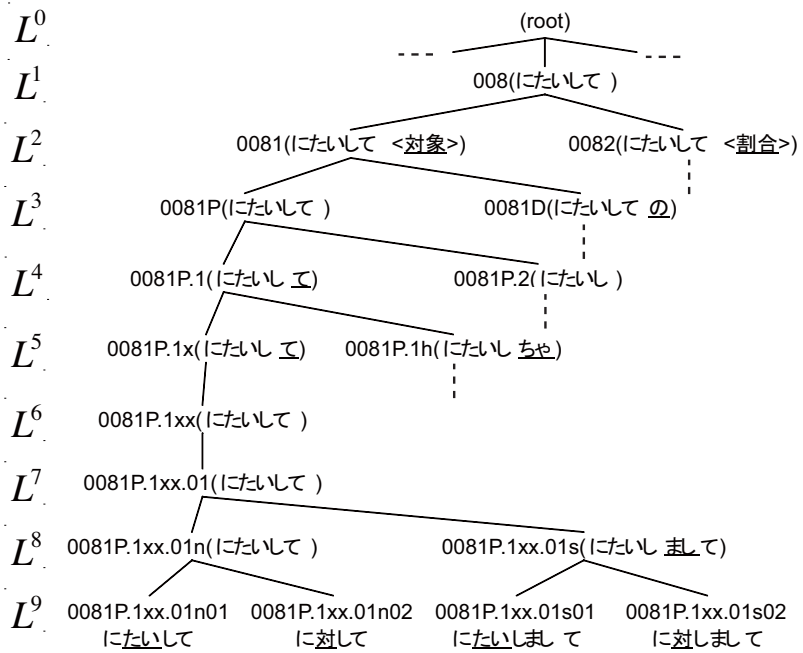 L⁰ (root)
L¹ 008(にたいして)
L² 0081(にたいして <対象>) 0082(にたいして <割合>)
L³ 0081P(にたいして) 0081D(にたいしての)
L⁴ 0081P.1(にたいして) 0081P.2(にたいし)
L⁵ 0081P.1x(にたいして) 0081P.1h(にたいしちゃ)
L⁶ 0081P.1xx(にたいして)
L⁷ 0081P.1xx.01(にたいして)
L⁸ 0081P.1xx.01n(にたいして) 0081P.1xx.01s(にたいしまして)
L⁹ 0081P.1xx.01n01 0081P.1xx.01n02 0081P.1xx.01s01 0081P.1xx.01s02
にたいして に対して にたいしまして に対しまして